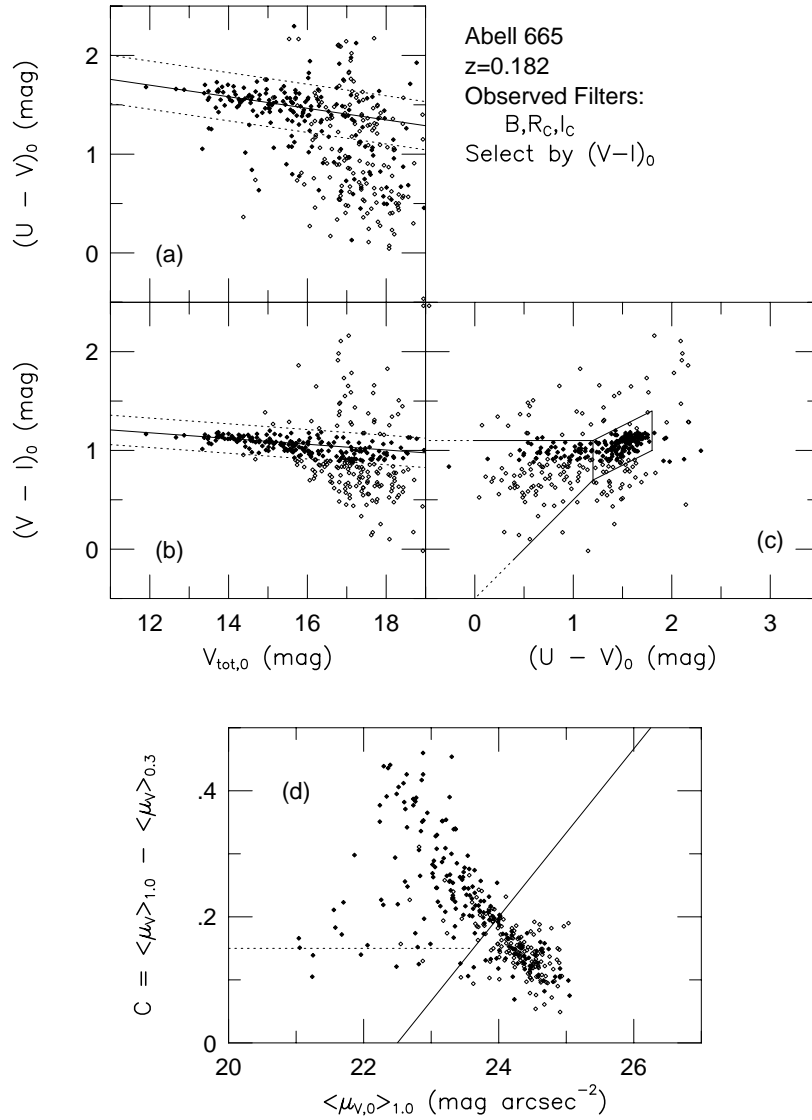 Abell 665
z=0.182
Observed Filters:
B,R_C,I_C
Select by (V−I)_0
(U − V)_0 (mag)
2
1
0
(a)
(V − I)_0 (mag)
2
1
0
(b)
12 14 16 18
V_tot,0 (mag)
(c)
0 1 2 3
(U − V)_0 (mag)
C = <μ_V>_1.0 − <μ_V>_0.3
.4
.2
0
(d)
20 22 24 26
<μ_V,0>_1.0 (mag arcsec^−2)